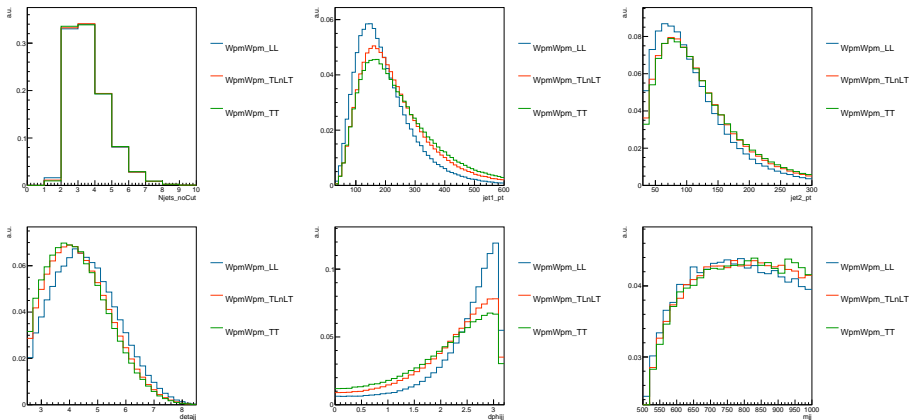 a.u.
0.3
0.2
0.1
0
0 1 2 3 4 5 6 7 8 9 10
Njets_noCut
WpmWpm_LL
WpmWpm_TLnLT
WpmWpm_TT
a.u.
0.06
0.04
0.02
0
100 200 300 400 500 600
jet1_pt
WpmWpm_LL
WpmWpm_TLnLT
WpmWpm_TT
a.u.
0.08
0.06
0.04
0.02
0
50 100 150 200 250 300
jet2_pt
WpmWpm_LL
WpmWpm_TLnLT
WpmWpm_TT
a.u.
0.06
0.04
0.02
0
3 4 5 6 7 8
detajj
WpmWpm_LL
WpmWpm_TLnLT
WpmWpm_TT
a.u.
0.1
0.05
0
0 0.5 1 1.5 2 2.5 3
dphijj
WpmWpm_LL
WpmWpm_TLnLT
WpmWpm_TT
a.u.
0.04
0.03
500 550 600 650 700 750 800 850 900 950 1000
mjj
WpmWpm_LL
WpmWpm_TLnLT
WpmWpm_TT